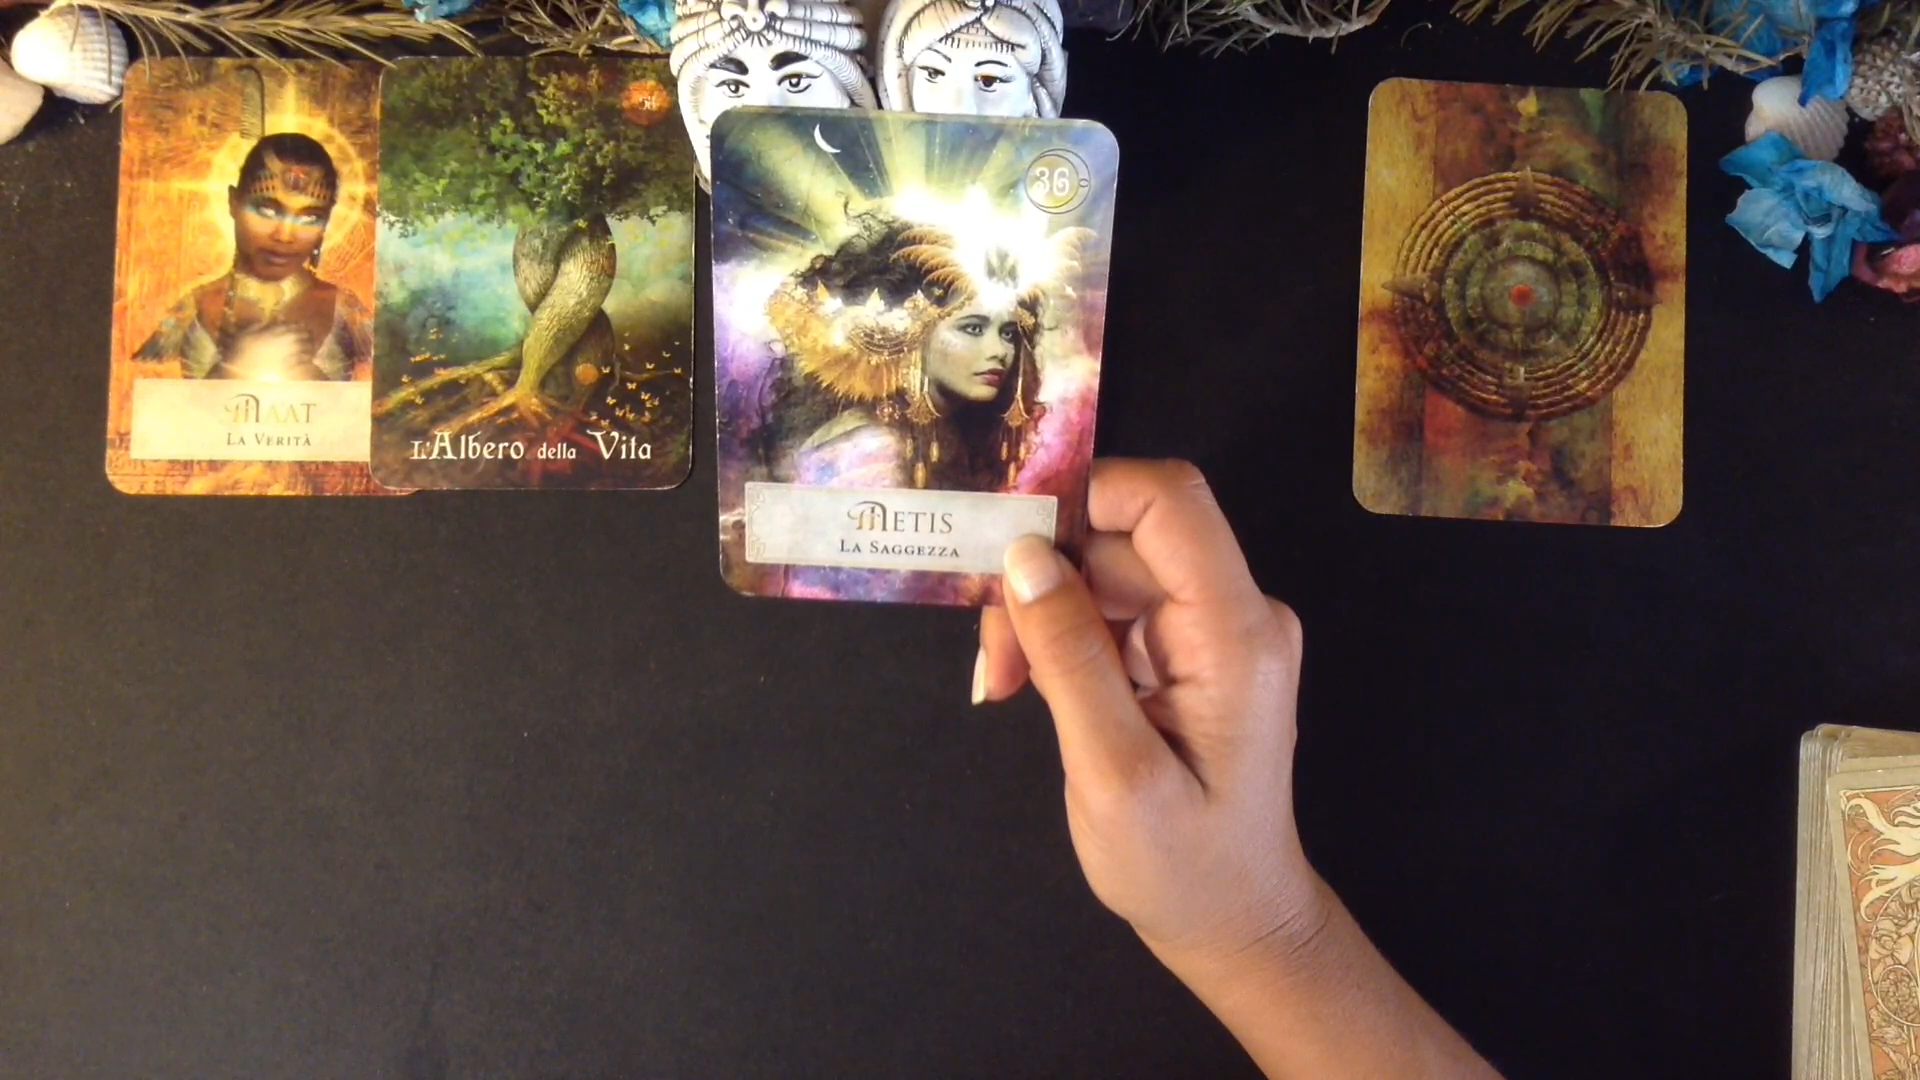 MAAT
LA VERITÀ
L'Albero della Vita
36
METIS
LA SAGGEZZA